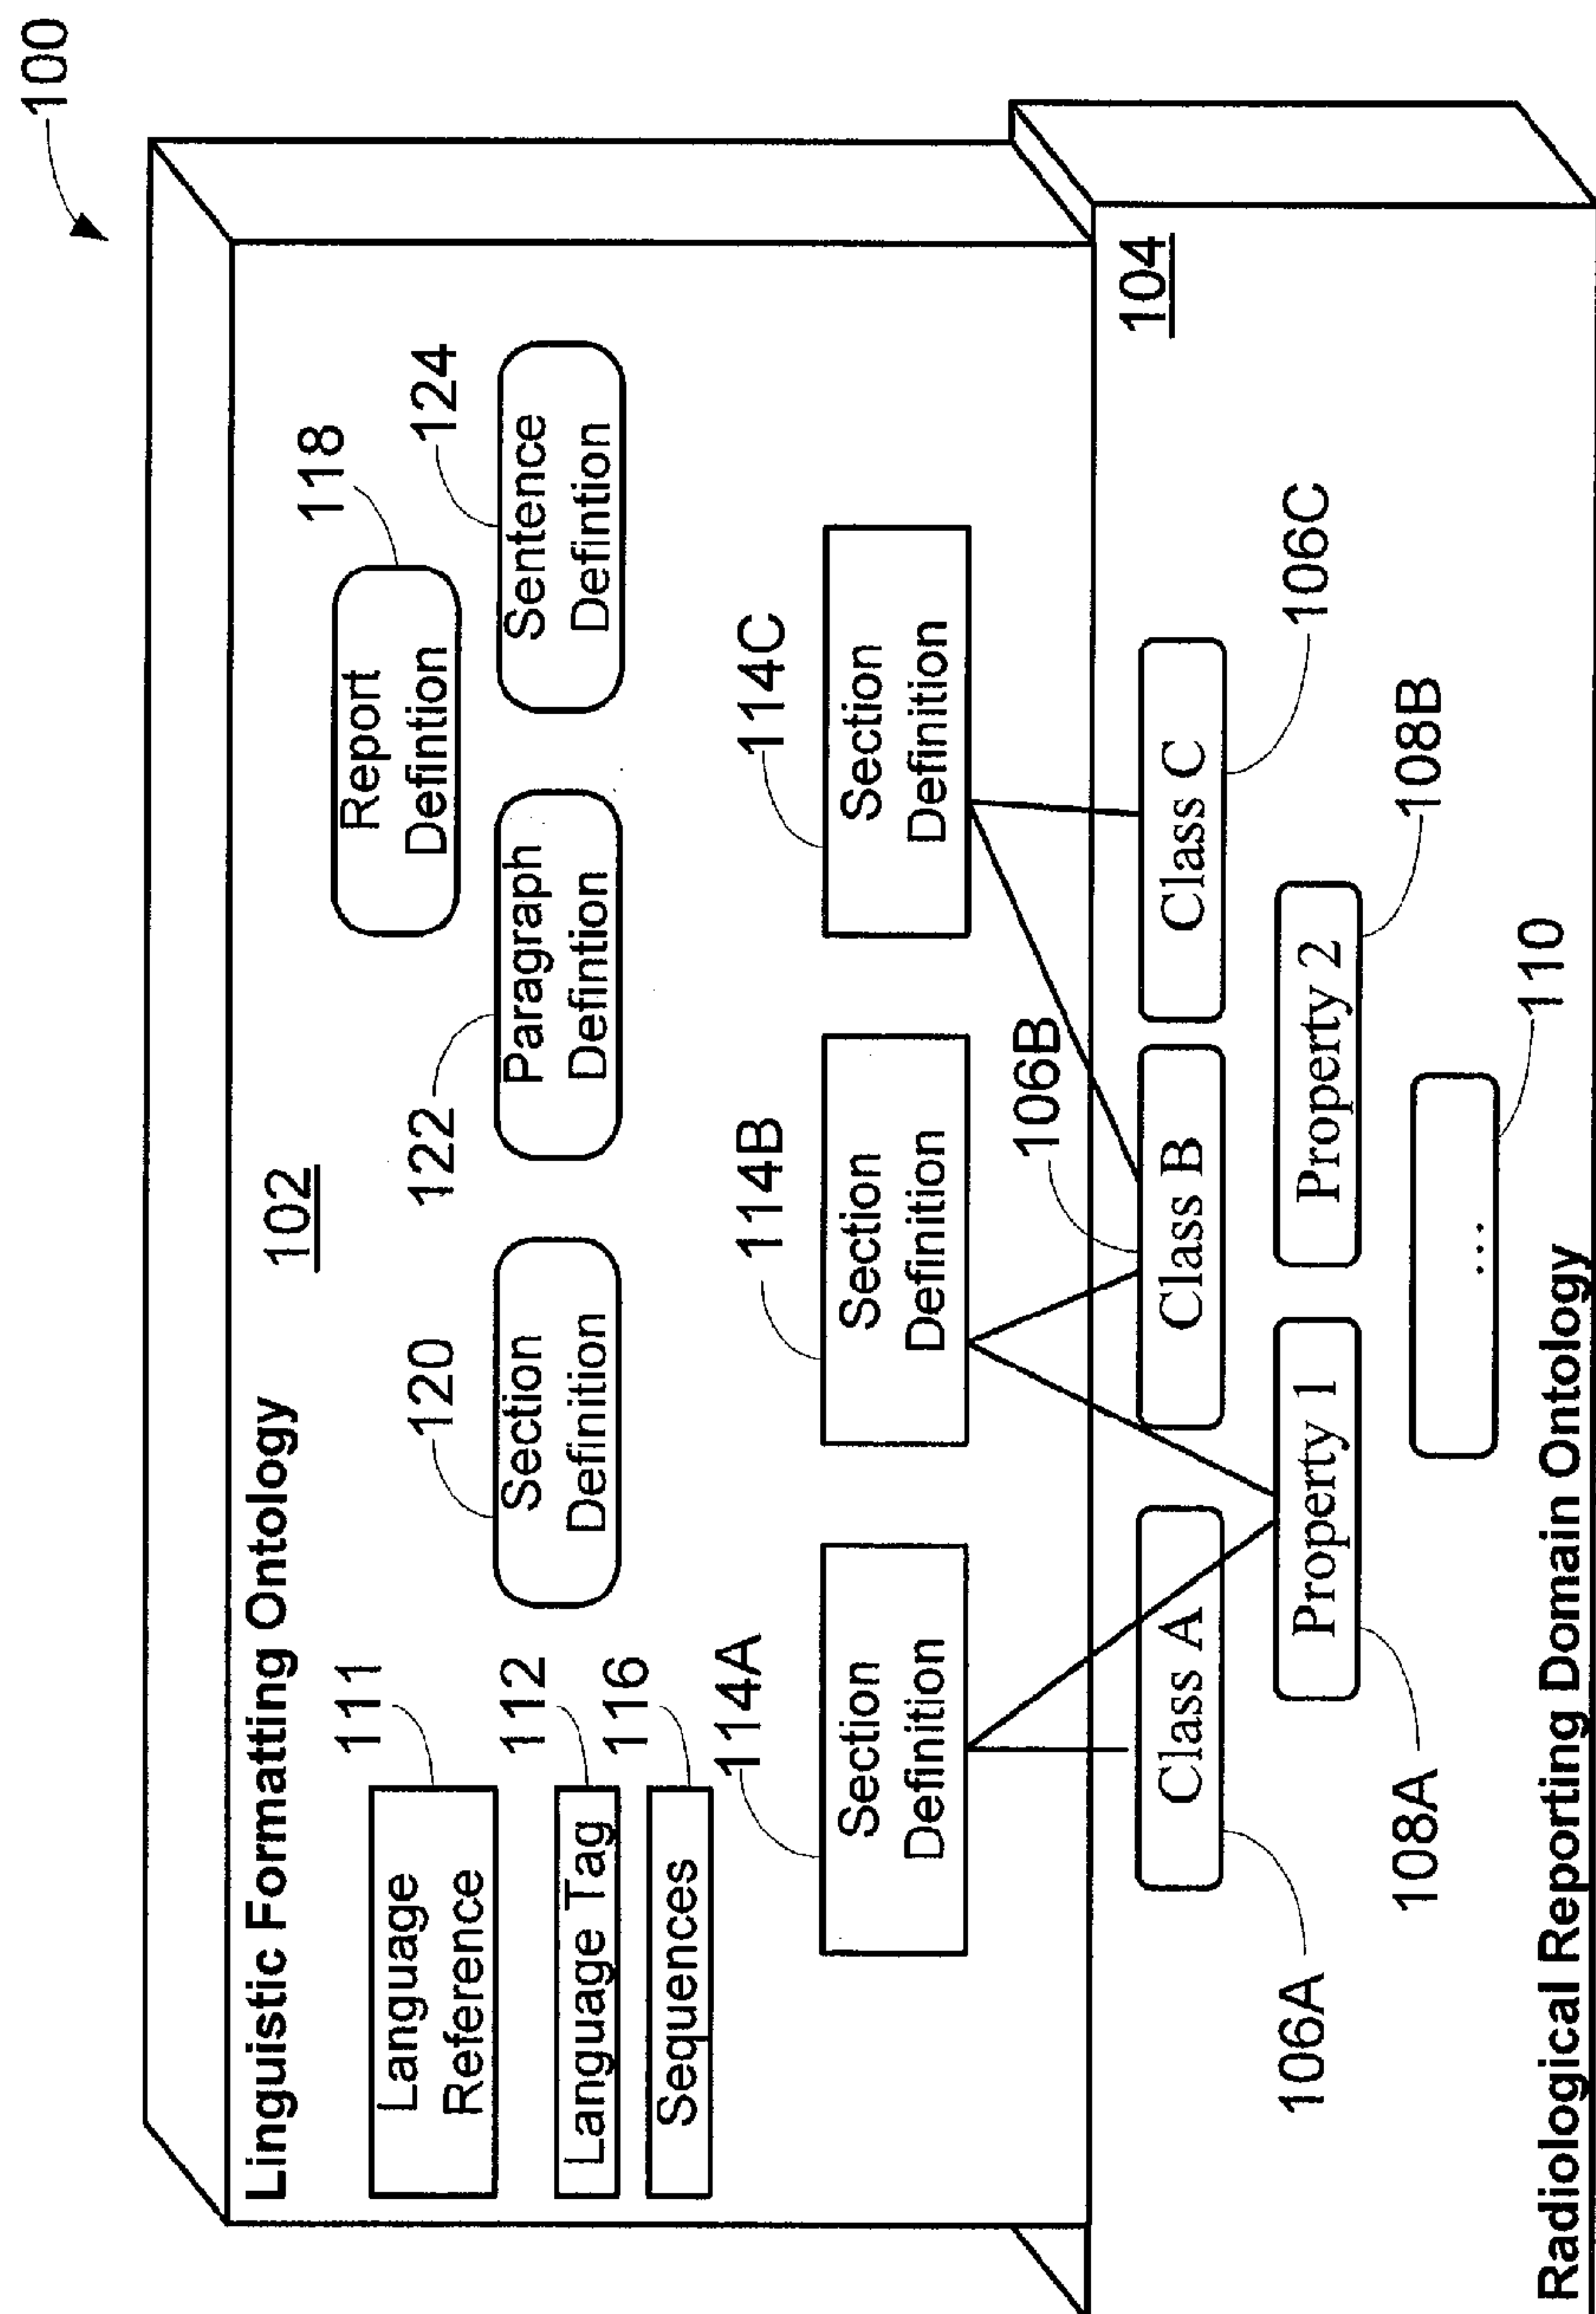 100
Linguistic Formatting Ontology
102
111
118
Language
Reference
Report
Defintion
120
122
124
112
Language Tag
116
Sequences
Section
Definition
Paragraph
Defintion
Sentence
Defintion
114A
114B
114C
Section
Definition
Section
Definition
Section
Definition
104
106B
Class A
Class B
Class C
106A
106C
Property 1
Property 2
108A
108B
...
110
Radiological Reporting Domain Ontology